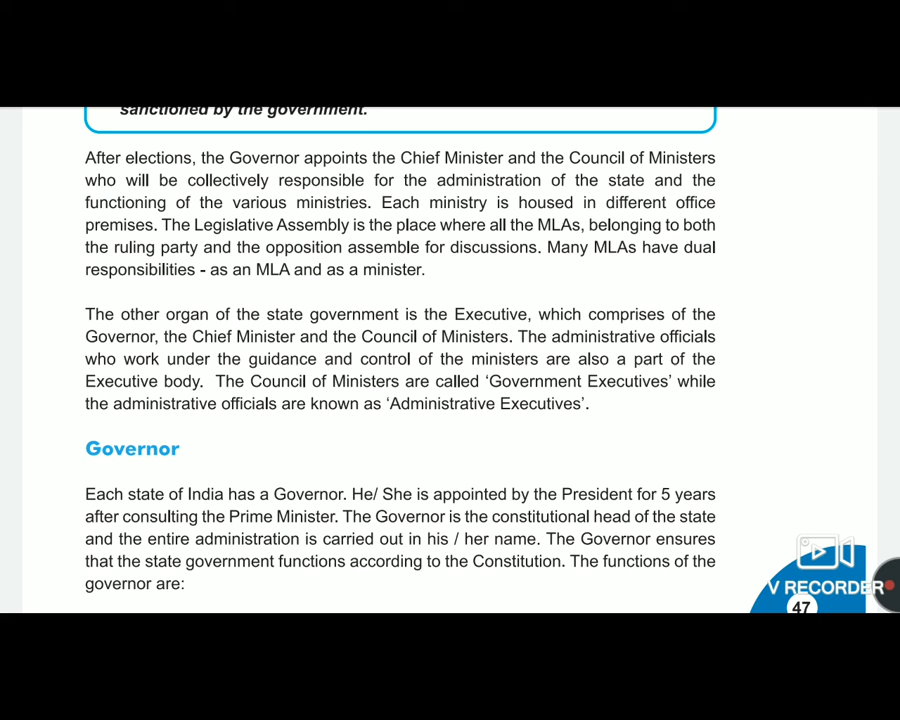 sanctioned by the government.
After elections, the Governor appoints the Chief Minister and the Council of Ministers
who will be collectively responsible for the administration of the state and the
functioning of the various ministries. Each ministry is housed in different office
premises. The Legislative Assembly is the place where all the MLAs, belonging to both
the ruling party and the opposition assemble for discussions. Many MLAs have dual
responsibilities - as an MLA and as a minister.
The other organ of the state government is the Executive, which comprises of the
Governor, the Chief Minister and the Council of Ministers. The administrative officials
who work under the guidance and control of the ministers are also a part of the
Executive body. The Council of Ministers are called ‘Government Executives’ while
the administrative officials are known as ‘Administrative Executives’.
Governor
Each state of India has a Governor. He/ She is appointed by the President for 5 years
after consulting the Prime Minister. The Governor is the constitutional head of the state
and the entire administration is carried out in his / her name. The Governor ensures
that the state government functions according to the Constitution. The functions of the
governor are:
V RECORDER
47